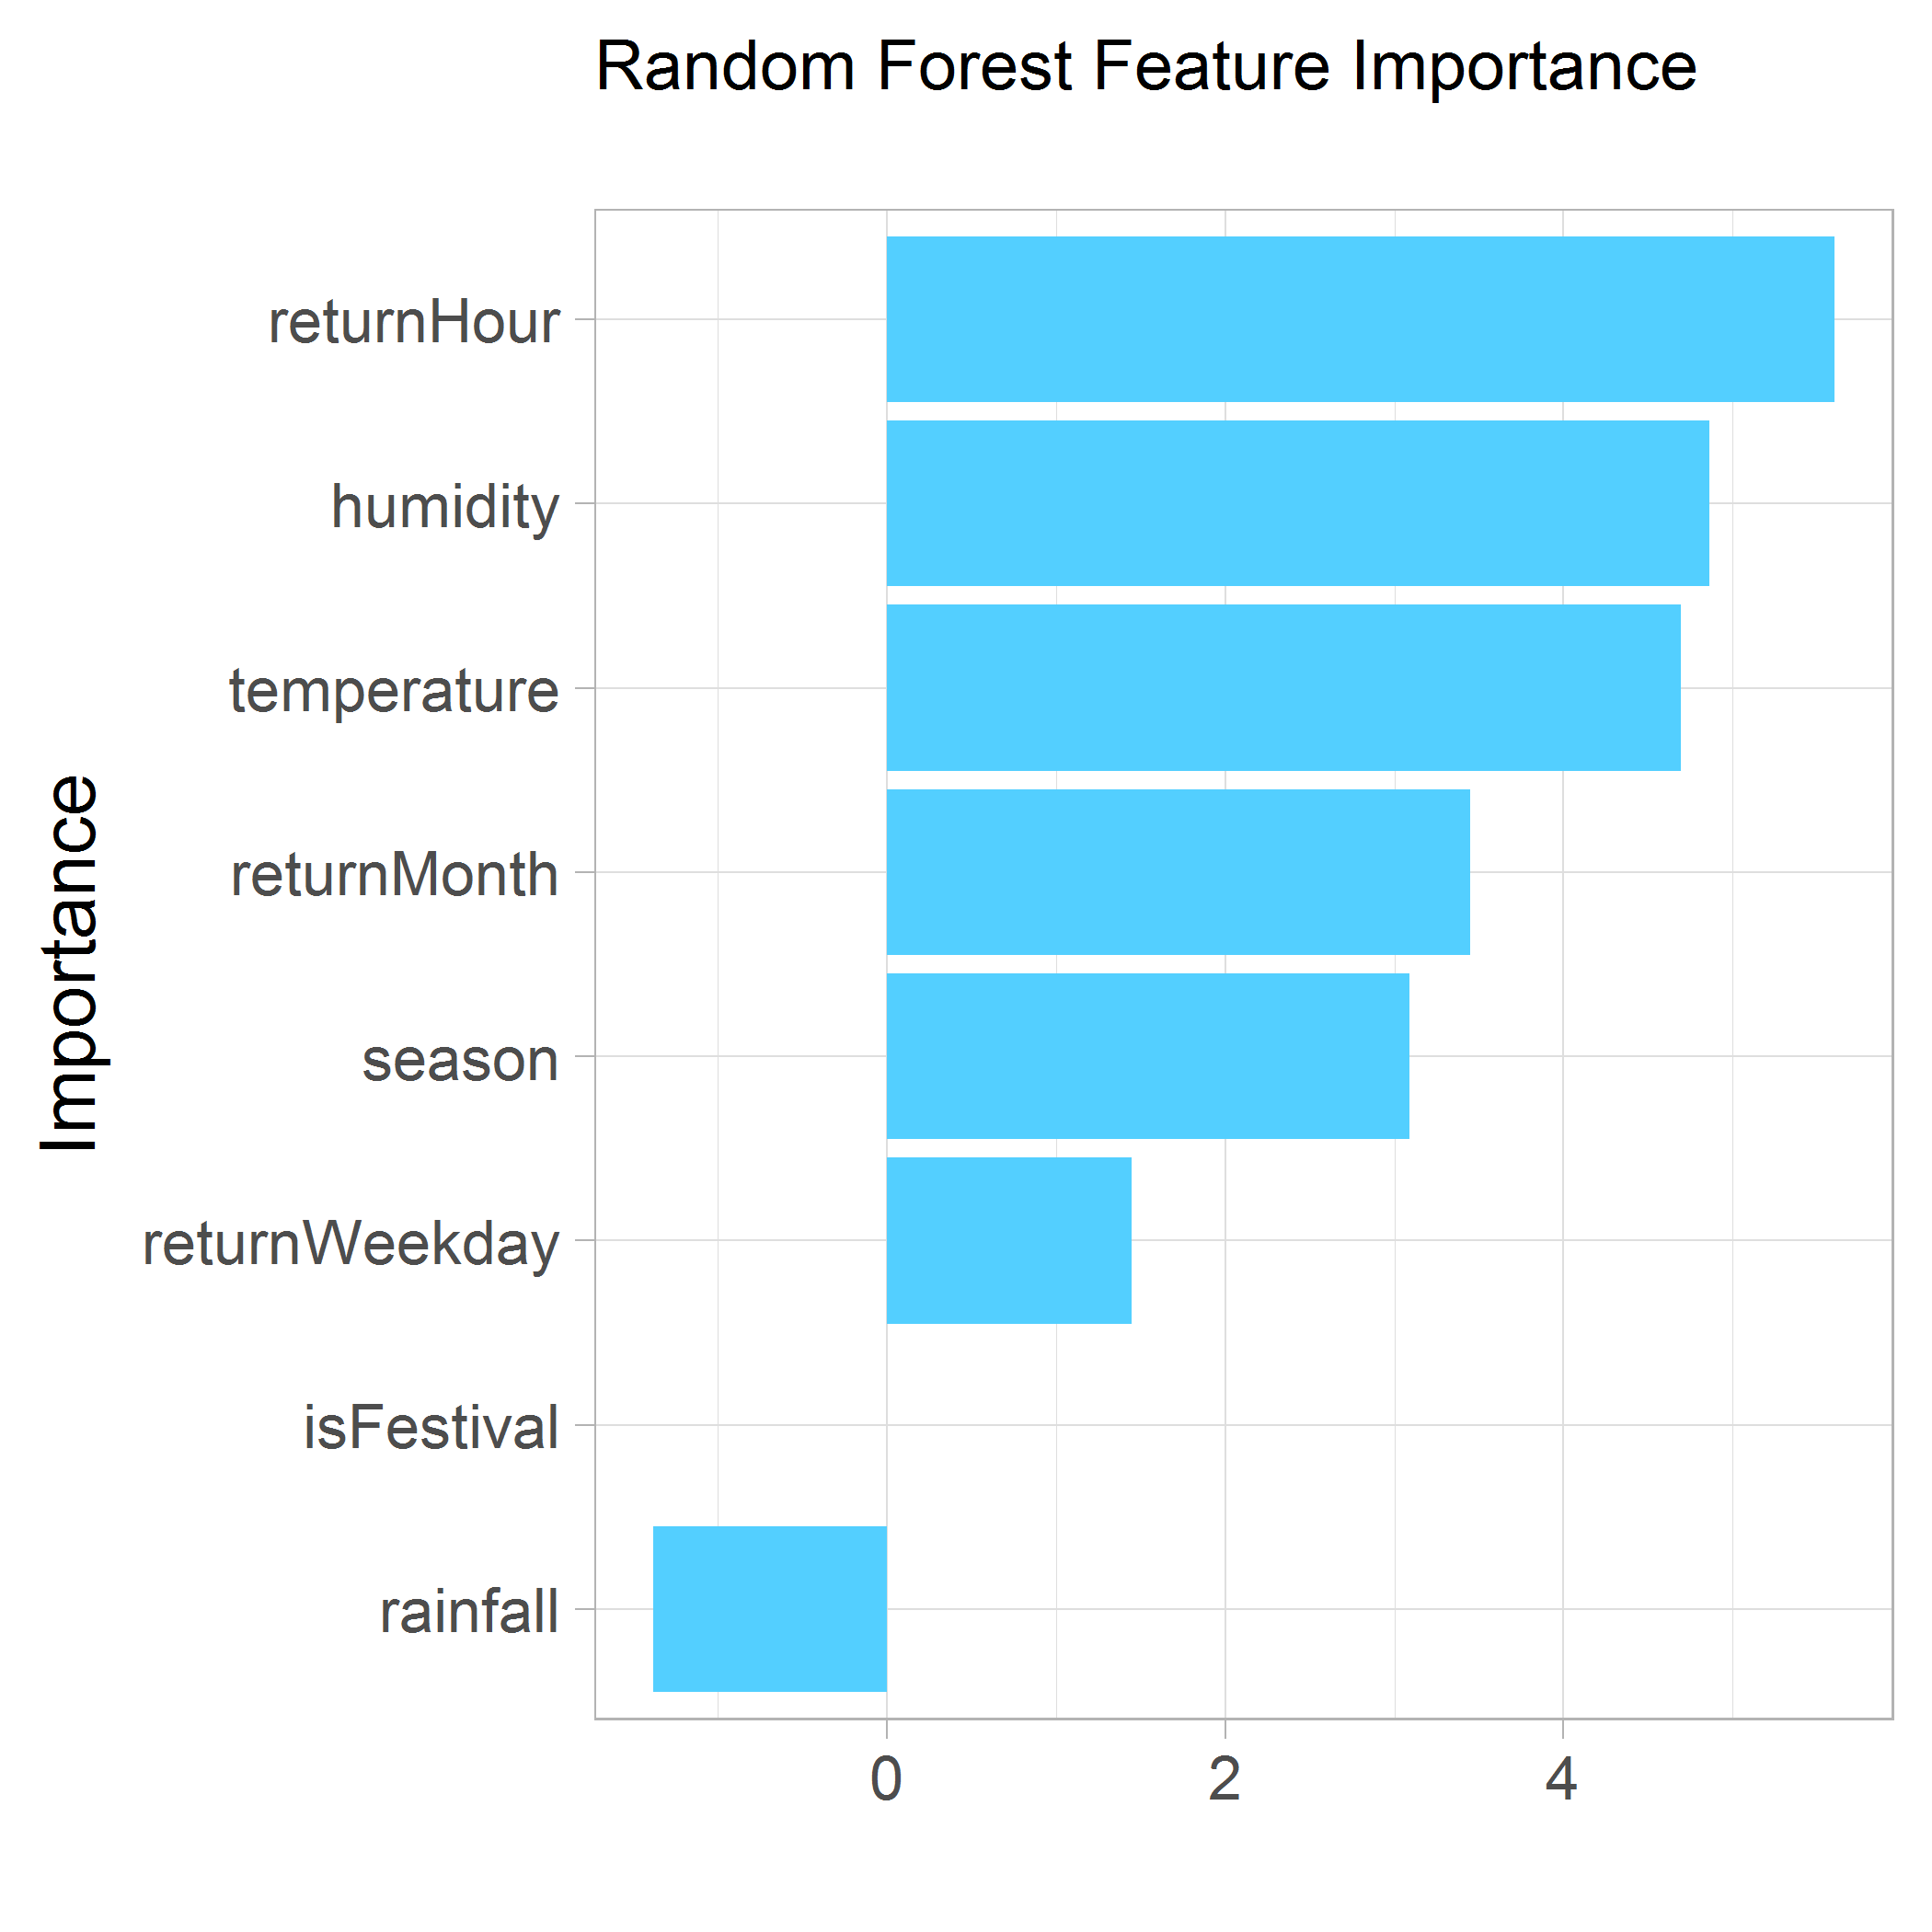 Random Forest Feature Importance
Importance
returnHour
humidity
temperature
returnMonth
season
returnWeekday
isFestival
rainfall
0 2 4